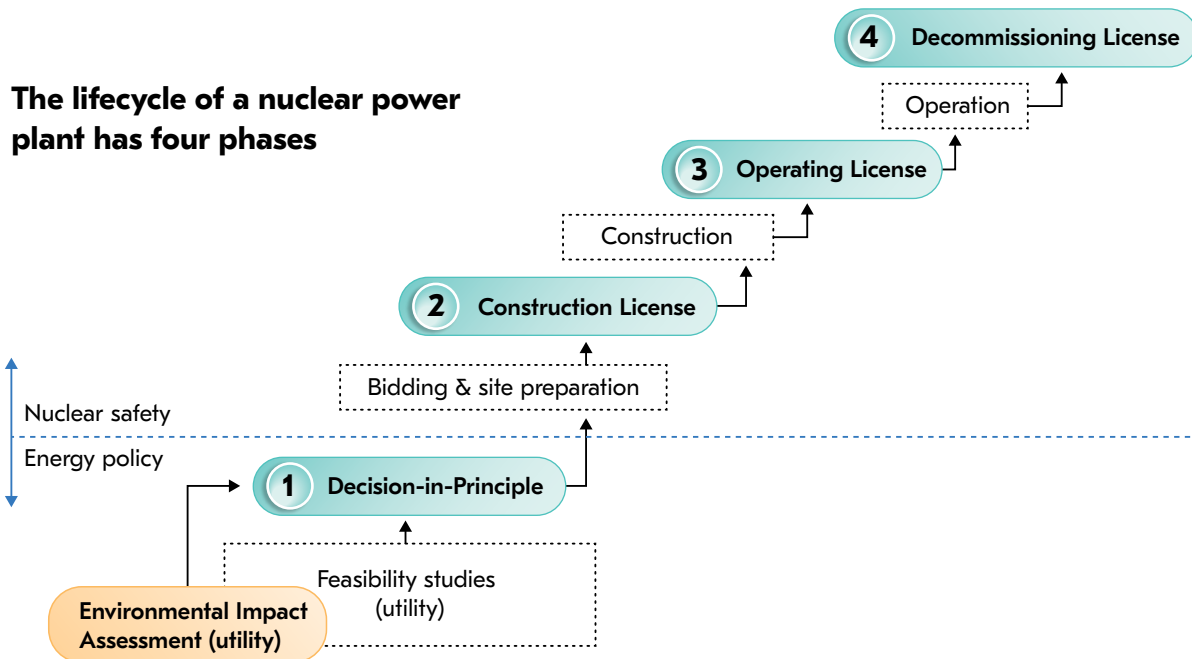 The lifecycle of a nuclear power
plant has four phases
4 Decommissioning License
Operation
3 Operating License
Construction
2 Construction License
Bidding & site preparation
Nuclear safety
Energy policy
1 Decision-in-Principle
Feasibility studies
(utility)
Environmental Impact
Assessment (utility)